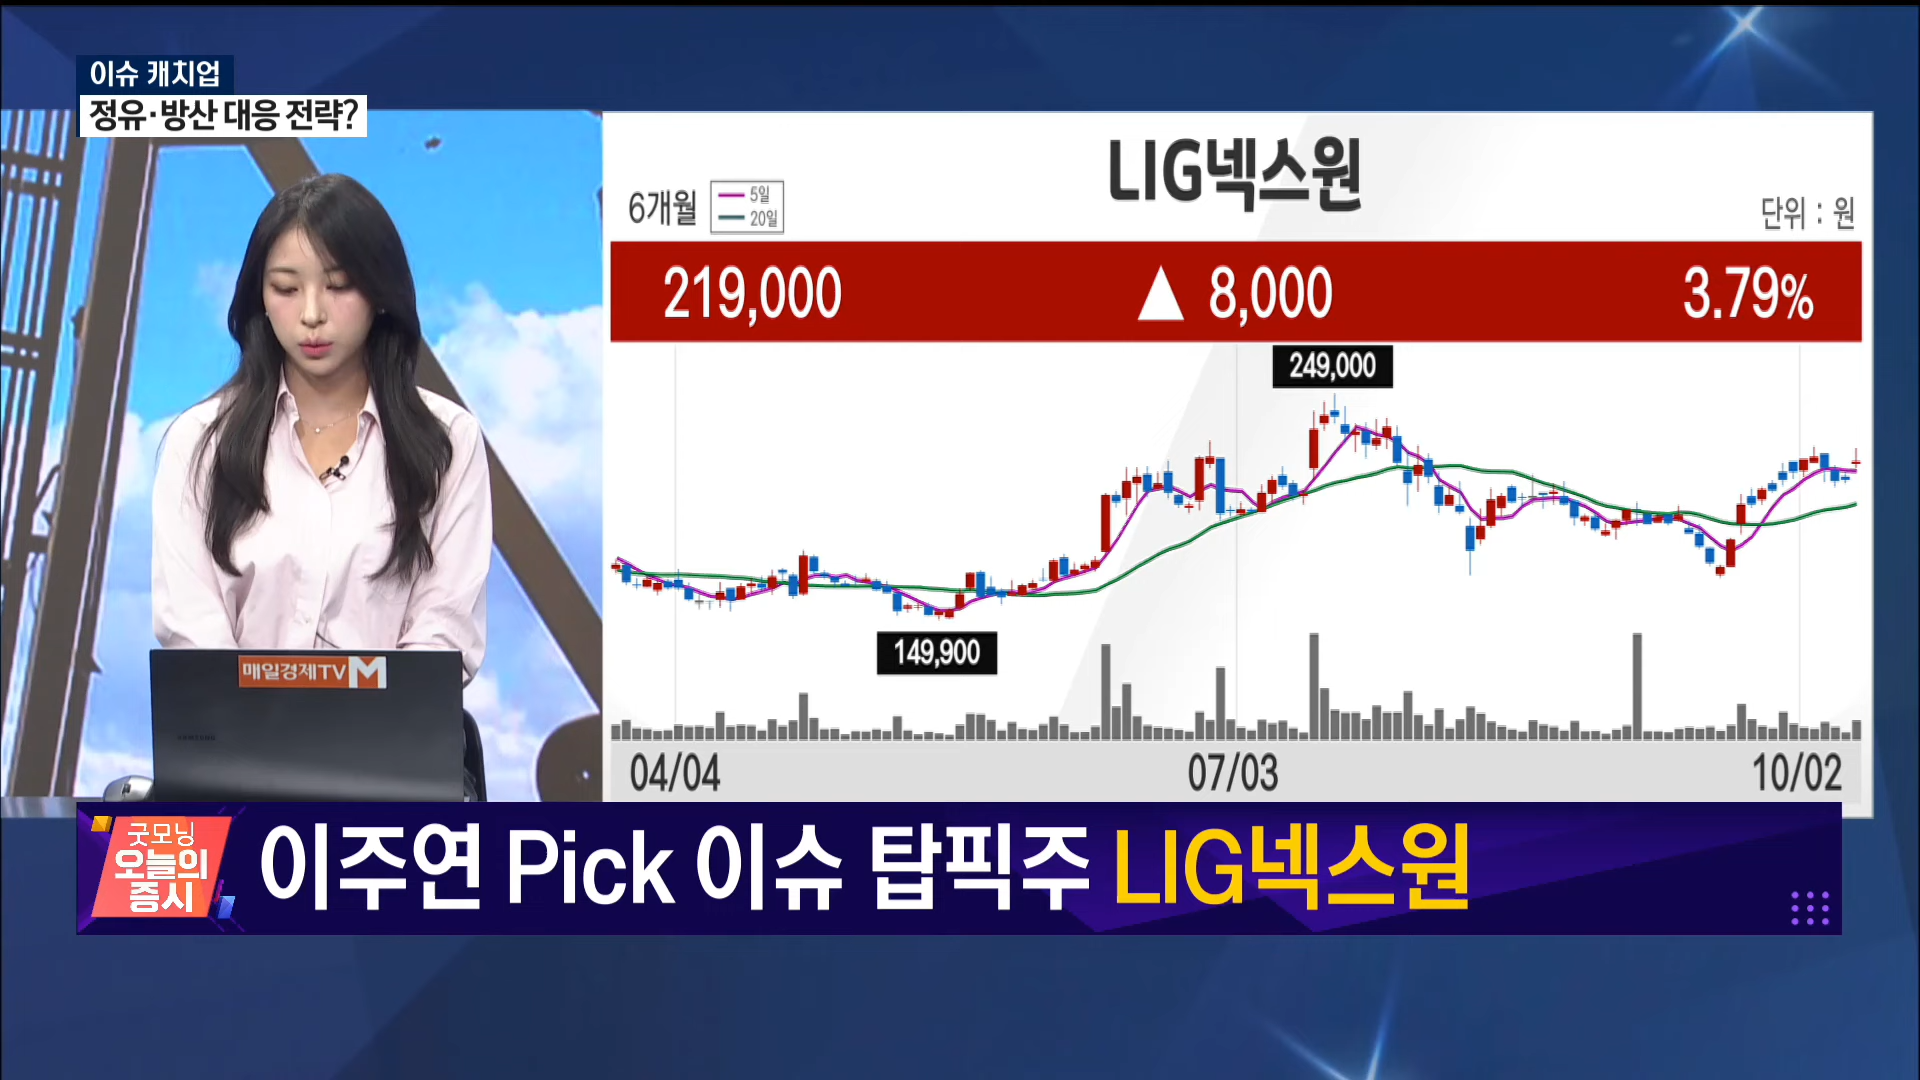 이슈 캐치업
정유·방산 대응 전략?
LIG넥스원
6개월
5일
20일
단위 : 원
219,000 ▲ 8,000 3.79%
249,000
149,900
04/04 07/03 10/02
매일경제TV M
SAMSUNG
굿모닝
오늘의
증시
이주연 Pick 이슈 탑픽주 LIG넥스원